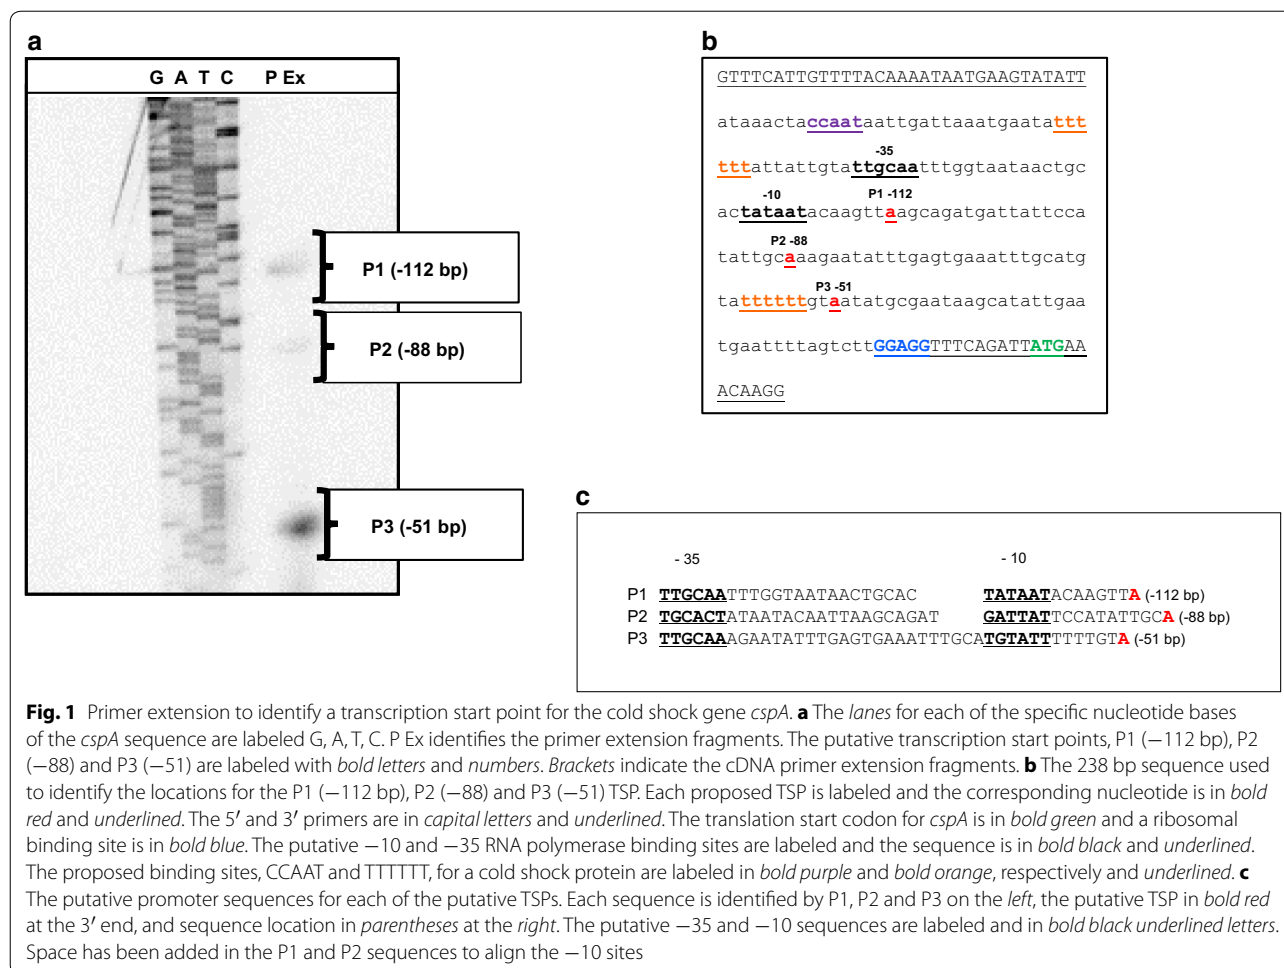 a
G A T C P Ex
P1 (-112 bp)
P2 (-88 bp)
P3 (-51 bp)
b
GTTTCATTGTTTTACAAAATAATGAAGTATATT
ataaactaccaataattgattaaatgaatattt
-35
tttattattgtattgcaatttggtaataactgc
-10 P1 -112
actataatacaagttaagcagatgattattcca
P2 -88
tattgcaaagaatatttgagtgaaatttgcatg
P3 -51
tattttttgtaatatgcgaataagcatattgaa
tgaattttagtcttGGAGGTTTCAGATTATGAA
ACAAGG
c
- 35 - 10
P1 TTGCAATTTGGTAATAACTGCAC TATAATACAAGTTA (-112 bp)
P2 TGCACTATAATACAATTAAGCAGAT GATTATTCCATATTGCA (-88 bp)
P3 TTGCAAAGAATATTTGAGTGAAATTTGCATGTATTTTTTGTA (-51 bp)
Fig. 1 Primer extension to identify a transcription start point for the cold shock gene cspA. a The lanes for each of the specific nucleotide bases
of the cspA sequence are labeled G, A, T, C. P Ex identifies the primer extension fragments. The putative transcription start points, P1 (−112 bp), P2
(−88) and P3 (−51) are labeled with bold letters and numbers. Brackets indicate the cDNA primer extension fragments. b The 238 bp sequence used
to identify the locations for the P1 (−112 bp), P2 (−88) and P3 (−51) TSP. Each proposed TSP is labeled and the corresponding nucleotide is in bold
red and underlined. The 5′ and 3′ primers are in capital letters and underlined. The translation start codon for cspA is in bold green and a ribosomal
binding site is in bold blue. The putative −10 and −35 RNA polymerase binding sites are labeled and the sequence is in bold black and underlined.
The proposed binding sites, CCAAT and TTTTTT, for a cold shock protein are labeled in bold purple and bold orange, respectively and underlined. c
The putative promoter sequences for each of the putative TSPs. Each sequence is identified by P1, P2 and P3 on the left, the putative TSP in bold red
at the 3′ end, and sequence location in parentheses at the right. The putative −35 and −10 sequences are labeled and in bold black underlined letters.
Space has been added in the P1 and P2 sequences to align the −10 sites